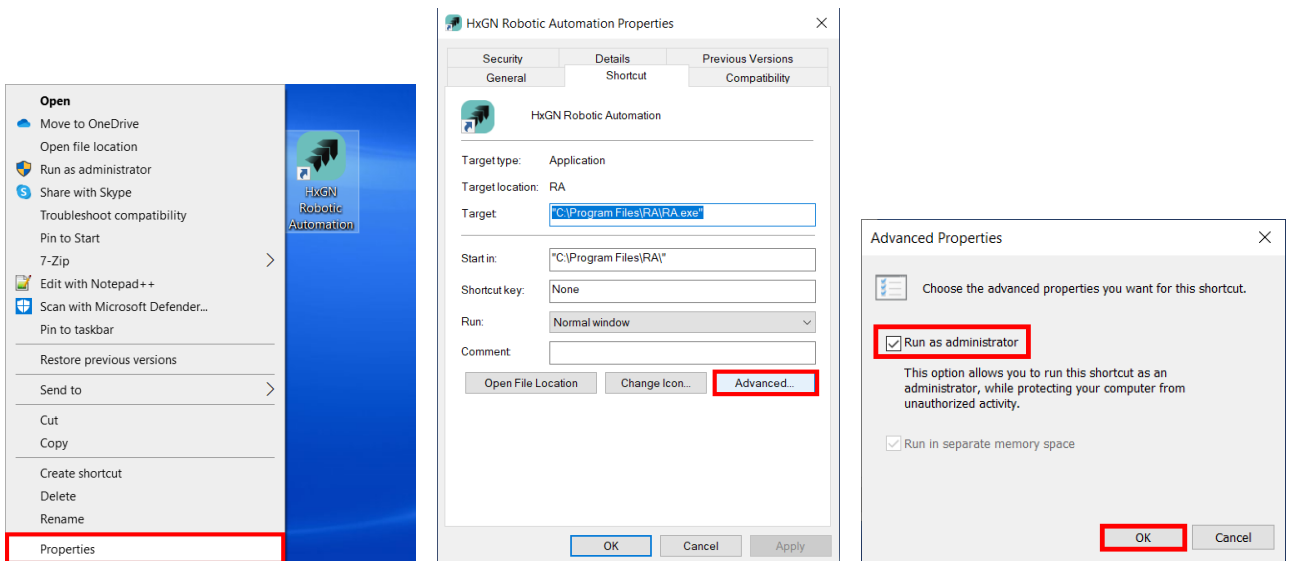 Open
Move to OneDrive
Open file location
Run as administrator
Share with Skype
Troubleshoot compatibility
Pin to Start
7-Zip
Edit with Notepad++
Scan with Microsoft Defender...
Pin to taskbar
Restore previous versions
Send to
Cut
Copy
Create shortcut
Delete
Rename
Properties
HxGN
Robotic
Automation
HxGN Robotic Automation Properties
Security Details Previous Versions
General Shortcut Compatibility
HxGN Robotic Automation
Target type: Application
Target location: RA
Target: "C:\Program Files\RA\RA.exe"
Start in: "C:\Program Files\RA\"
Shortcut key: None
Run: Normal window
Comment:
Open File Location Change Icon... Advanced...
OK Cancel Apply
Advanced Properties
Choose the advanced properties you want for this shortcut.
Run as administrator
This option allows you to run this shortcut as an
administrator, while protecting your computer from
unauthorized activity.
Run in separate memory space
OK Cancel